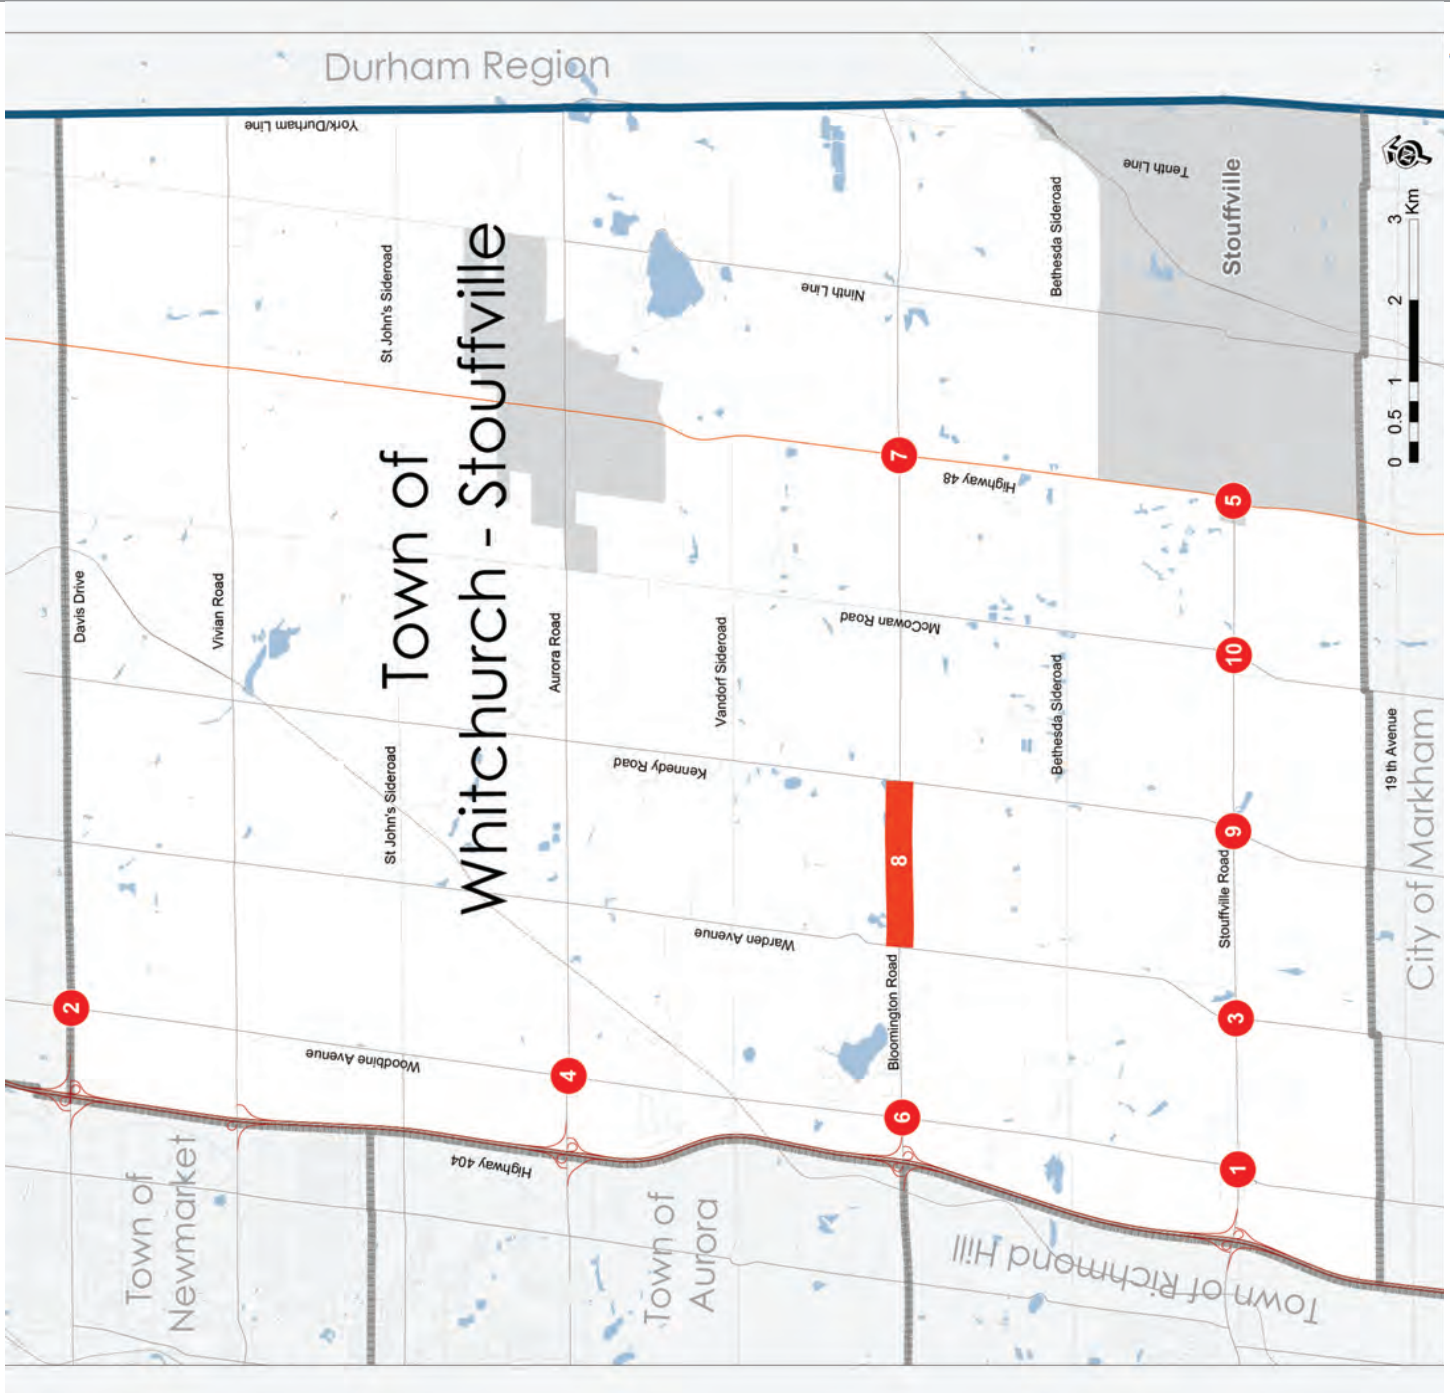 Durham Region
York/Durham Line
Tenth Line
Stouffville
Bethesda Sideroad
St John's Sideroad
Ninth Line
Town of
Whitchurch - Stouffville
0 0.5 1 2 3
Km
N
7
Highway 48
5
Davis Drive
Vivian Road
Aurora Road
Vandorf Sideroad
McCowan Road
Bethesda Sideroad
10
19 th Avenue
City of Markham
St John's Sideroad
Kennedy Road
8
9
Stouffville Road
Warden Avenue
Bloomington Road
2
Woodbine Avenue
4
6
3
1
Highway 404
Town of
Newmarket
Town of
Aurora
Town of Richmond Hill